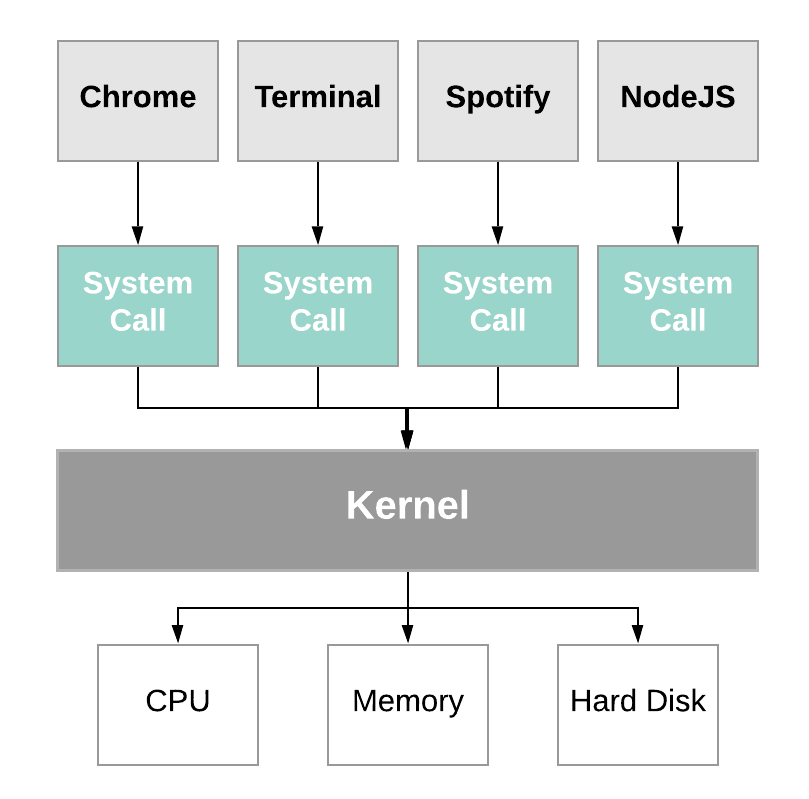 Chrome
Terminal
Spotify
NodeJS
System
Call
System
Call
System
Call
System
Call
Kernel
CPU
Memory
Hard Disk